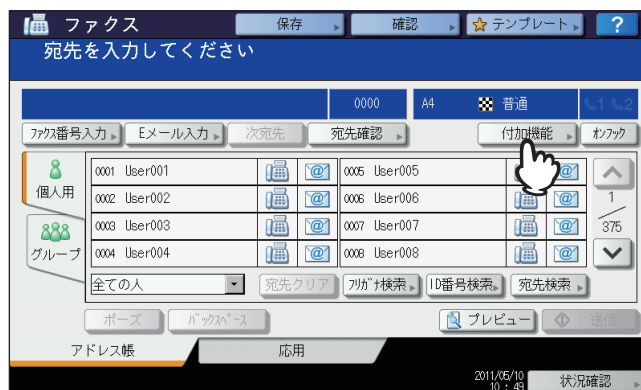 ファクス 保存 確認 テンプレート ?
宛先を入力してください
0000 A4 普通 1 2
ファクス番号入力 Eメール入力 次宛先 宛先確認 付加機能 オンフック
個人用
グループ
0001 User001 0005 User005
0002 User002 0006 User006
0003 User003 0007 User007
0004 User004 0008 User008
1
375
全ての人 宛先クリア フリガナ検索 ID番号検索 宛先検索
ポーズ バックスペース プレビュー 送信
アドレス帳 応用
2011/05/10
10:49 状況確認